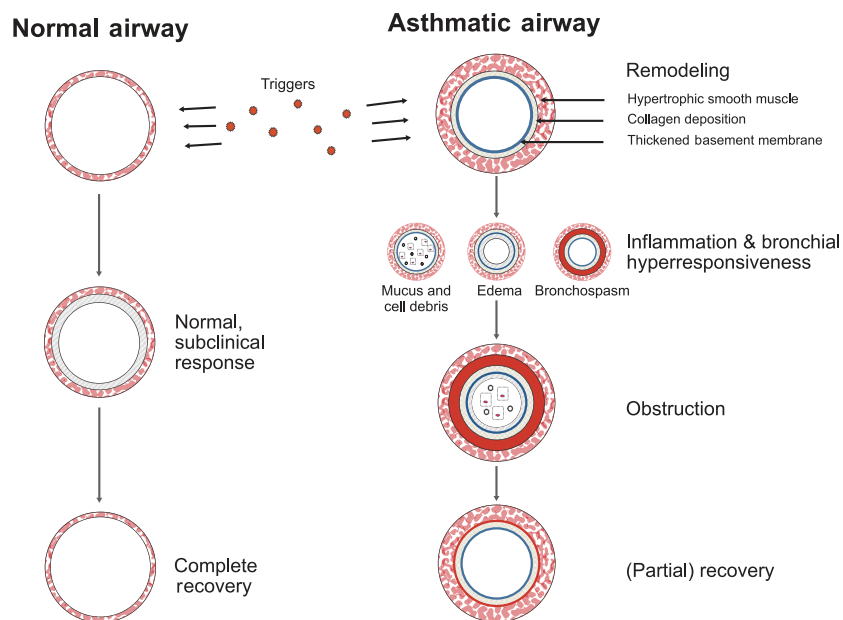 Normal airway
Asthmatic airway
Triggers
Remodeling
Hypertrophic smooth muscle
Collagen deposition
Thickened basement membrane
Mucus and
cell debris
Edema
Bronchospasm
Inflammation & bronchial
hyperresponsiveness
Normal,
subclinical
response
Obstruction
Complete
recovery
(Partial) recovery